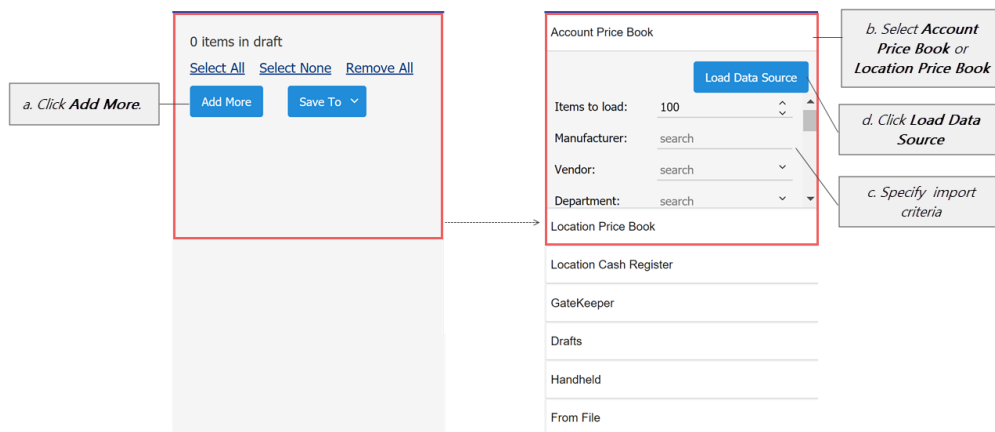 0 items in draft
Select All Select None Remove All
Add More Save To
a. Click Add More.
Account Price Book
Load Data Source
Items to load: 100
Manufacturer: search
Vendor: search
Department: search
Location Price Book
Location Cash Register
GateKeeper
Drafts
Handheld
From File
b. Select Account
Price Book or
Location Price Book
d. Click Load Data
Source
c. Specify import
criteria